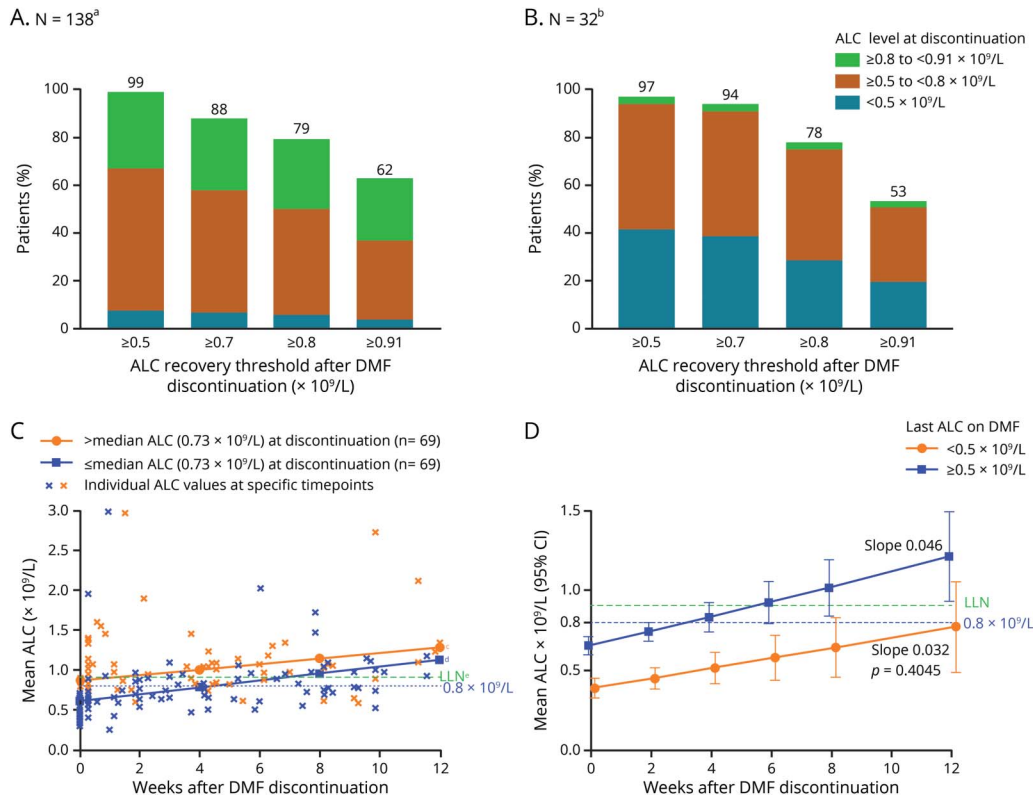 A. N = 138ᵃ
99
88
79
62
100
80
60
40
20
0
Patients (%)
≥0.5 ≥0.7 ≥0.8 ≥0.91
ALC recovery threshold after DMF
discontinuation (× 10⁹/L)
B. N = 32ᵇ
ALC level at discontinuation
≥0.8 to <0.91 × 10⁹/L
≥0.5 to <0.8 × 10⁹/L
<0.5 × 10⁹/L
97
94
78
53
100
80
60
40
20
0
Patients (%)
≥0.5 ≥0.7 ≥0.8 ≥0.91
ALC recovery threshold after DMF
discontinuation (× 10⁹/L)
C
>median ALC (0.73 × 10⁹/L) at discontinuation (n= 69)
≤median ALC (0.73 × 10⁹/L) at discontinuation (n= 69)
Individual ALC values at specific timepoints
3.0
2.5
2.0
1.5
1.0
0.5
0.0
Mean ALC (× 10⁹/L)
c
d
LLNᵉ
0.8 × 10⁹/L
0 2 4 6 8 10 12
Weeks after DMF discontinuation
D
Last ALC on DMF
<0.5 × 10⁹/L
≥0.5 × 10⁹/L
1.5
1.0
0.8
0.5
0.0
Mean ALC × 10⁹/L (95% CI)
Slope 0.046
LLN
0.8 × 10⁹/L
Slope 0.032
p = 0.4045
0 2 4 6 8 10 12
Weeks after DMF discontinuation